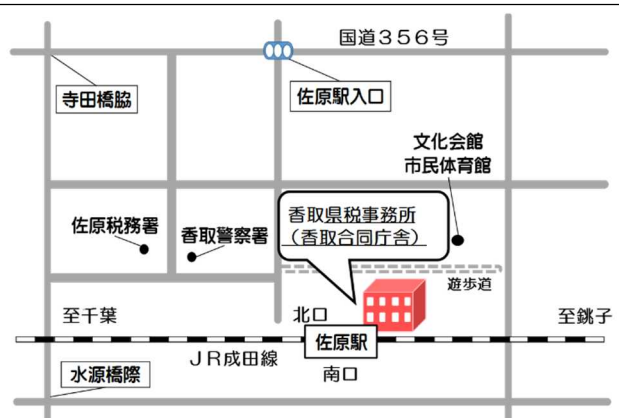 国道３５６号
寺田橋脇
佐原駅入口
文化会館
市民体育館
香取県税事務所
（香取合同庁舎）
佐原税務署
香取警察署
遊歩道
至千葉
北口
至銚子
佐原駅
ＪＲ成田線
南口
水源橋際